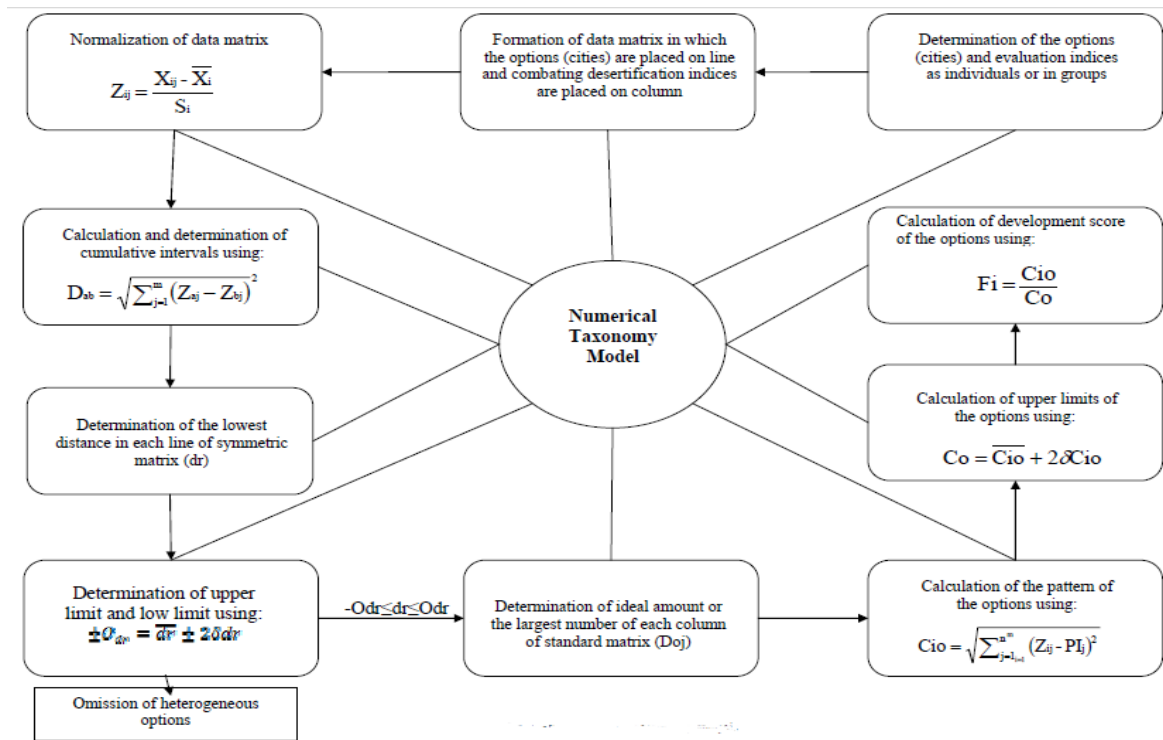 Normalization of data matrix
Zij = (Xij - X̅i) / Si
Formation of data matrix in which
the options (cities) are placed on line
and combating desertification indices
are placed on column
Determination of the options
(cities) and evaluation indices
as individuals or in groups
Calculation and determination of
cumulative intervals using:
Dab = √∑ᵐj=1 (Zaj – Zbj)²
Calculation of development score
of the options using:
Fi = Cio / Co
Numerical
Taxonomy
Model
Determination of the lowest
distance in each line of symmetric
matrix (dr)
Calculation of upper limits of
the options using:
Co = C̅i̅o̅ + 2δCio
Determination of upper
limit and low limit using:
±O dr = d̅r̅ ± 2δdr
-Odr≤dr≤Odr
Determination of ideal amount or
the largest number of each column
of standard matrix (Doj)
Calculation of the pattern of
the options using:
Cio = √∑ⁿᵐj=1 i=1 (Zij - PIj)²
Omission of heterogeneous
options